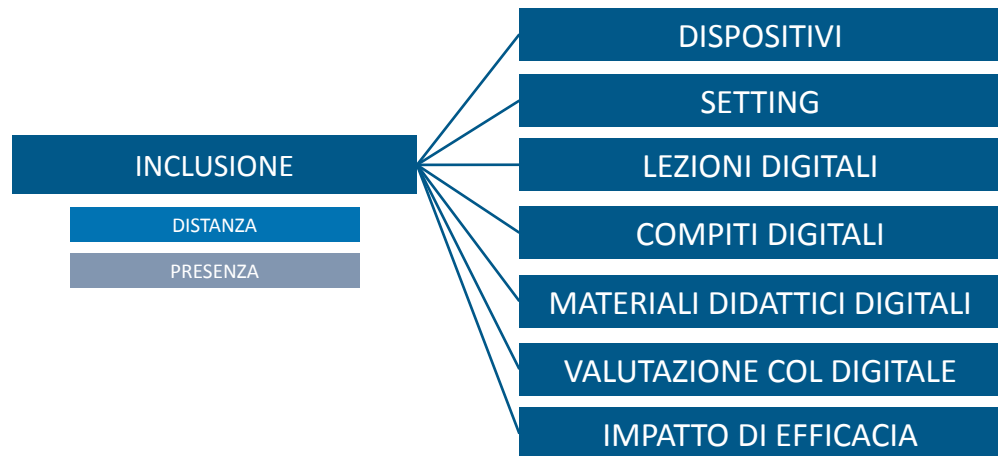 INCLUSIONE
DISTANZA
PRESENZA
DISPOSITIVI
SETTING
LEZIONI DIGITALI
COMPITI DIGITALI
MATERIALI DIDATTICI DIGITALI
VALUTAZIONE COL DIGITALE
IMPATTO DI EFFICACIA